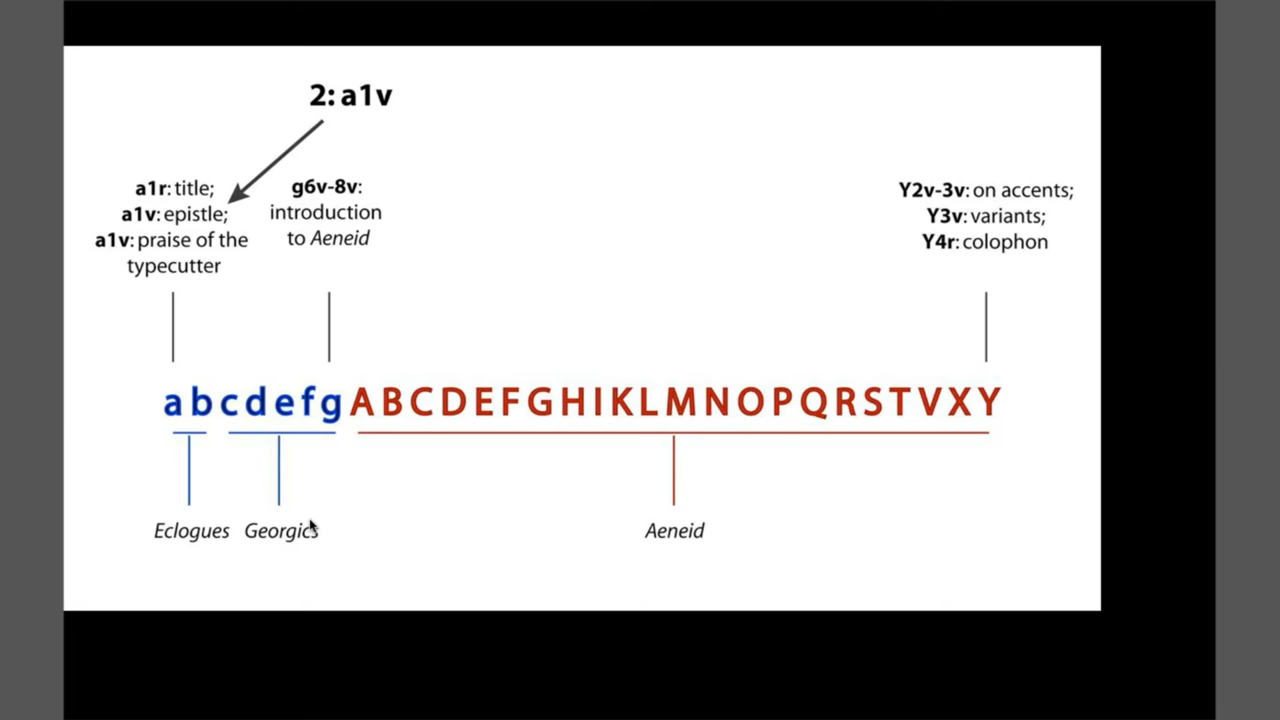 2: a1v
a1r: title;
a1v: epistle;
a1v: praise of the
typecutter
g6v-8v:
introduction
to Aeneid
Y2v-3v: on accents;
Y3v: variants;
Y4r: colophon
a b c d e f g A B C D E F G H I K L M N O P Q R S T V X Y
Eclogues Georgics
Aeneid